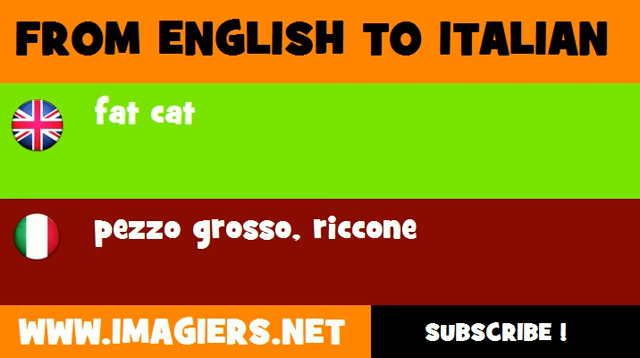 FROM ENGLISH TO ITALIAN
fat cat
pezzo grosso, riccone
WWW.IMAGIERS.NET
SUBSCRIBE !